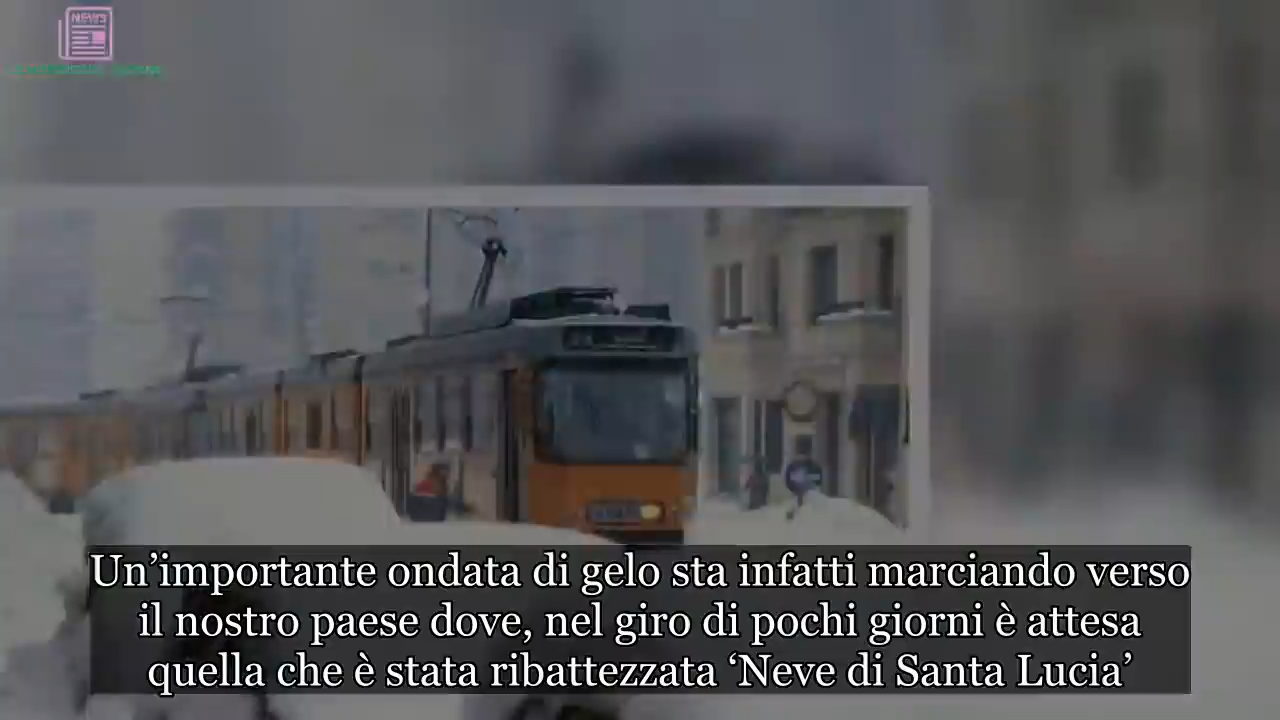 NEWS
Un’importante ondata di gelo sta infatti marciando verso
il nostro paese dove, nel giro di pochi giorni è attesa
quella che è stata ribattezzata ‘Neve di Santa Lucia’